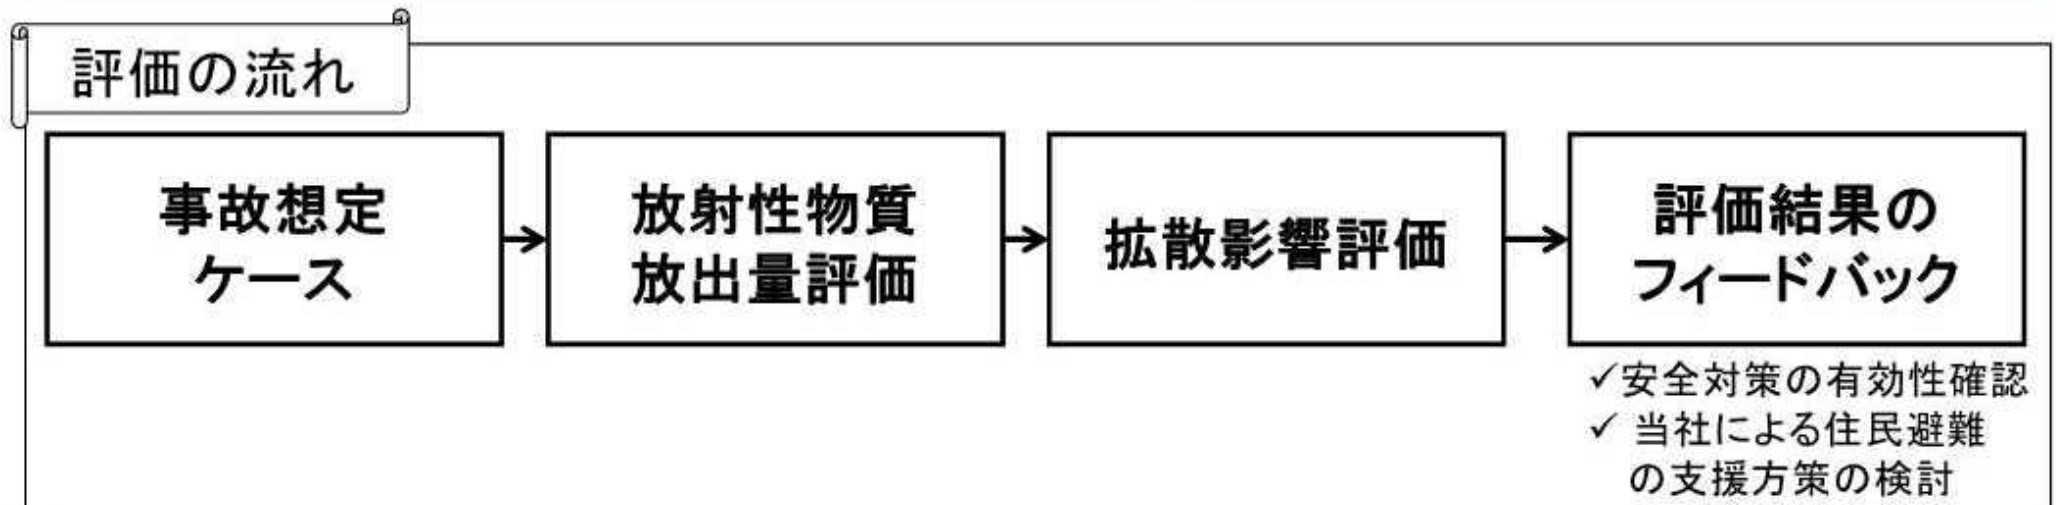 評価の流れ
事故想定
ケース
放射性物質
放出量評価
拡散影響評価
評価結果の
フィードバック
✓安全対策の有効性確認
✓ 当社による住民避難
の支援方策の検討